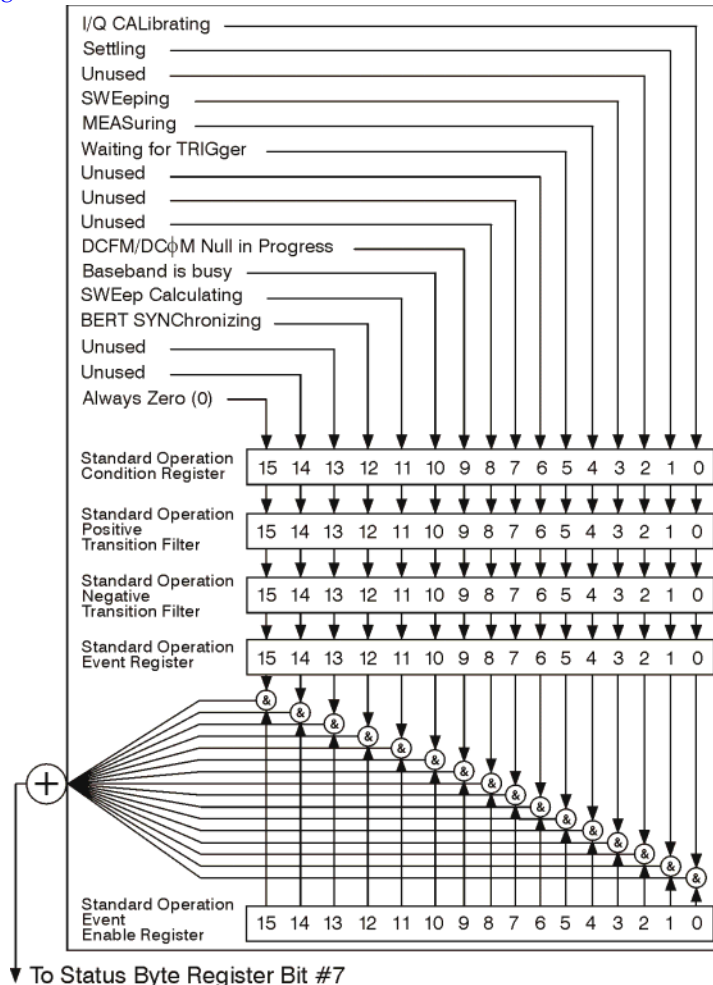 g
I/Q CALibrating
Settling
Unused
SWEeping
MEASuring
Waiting for TRIGger
Unused
Unused
Unused
DCFM/DCϕM Null in Progress
Baseband is busy
SWEep Calculating
BERT SYNChronizing
Unused
Unused
Always Zero (0)
Standard Operation
Condition Register
15 14 13 12 11 10 9 8 7 6 5 4 3 2 1 0
Standard Operation
Positive
Transition Filter
15 14 13 12 11 10 9 8 7 6 5 4 3 2 1 0
Standard Operation
Negative
Transition Filter
15 14 13 12 11 10 9 8 7 6 5 4 3 2 1 0
Standard Operation
Event Register
15 14 13 12 11 10 9 8 7 6 5 4 3 2 1 0
& & & & & & & & & & & & & & & &
+
Standard Operation
Event
Enable Register
15 14 13 12 11 10 9 8 7 6 5 4 3 2 1 0
To Status Byte Register Bit #7